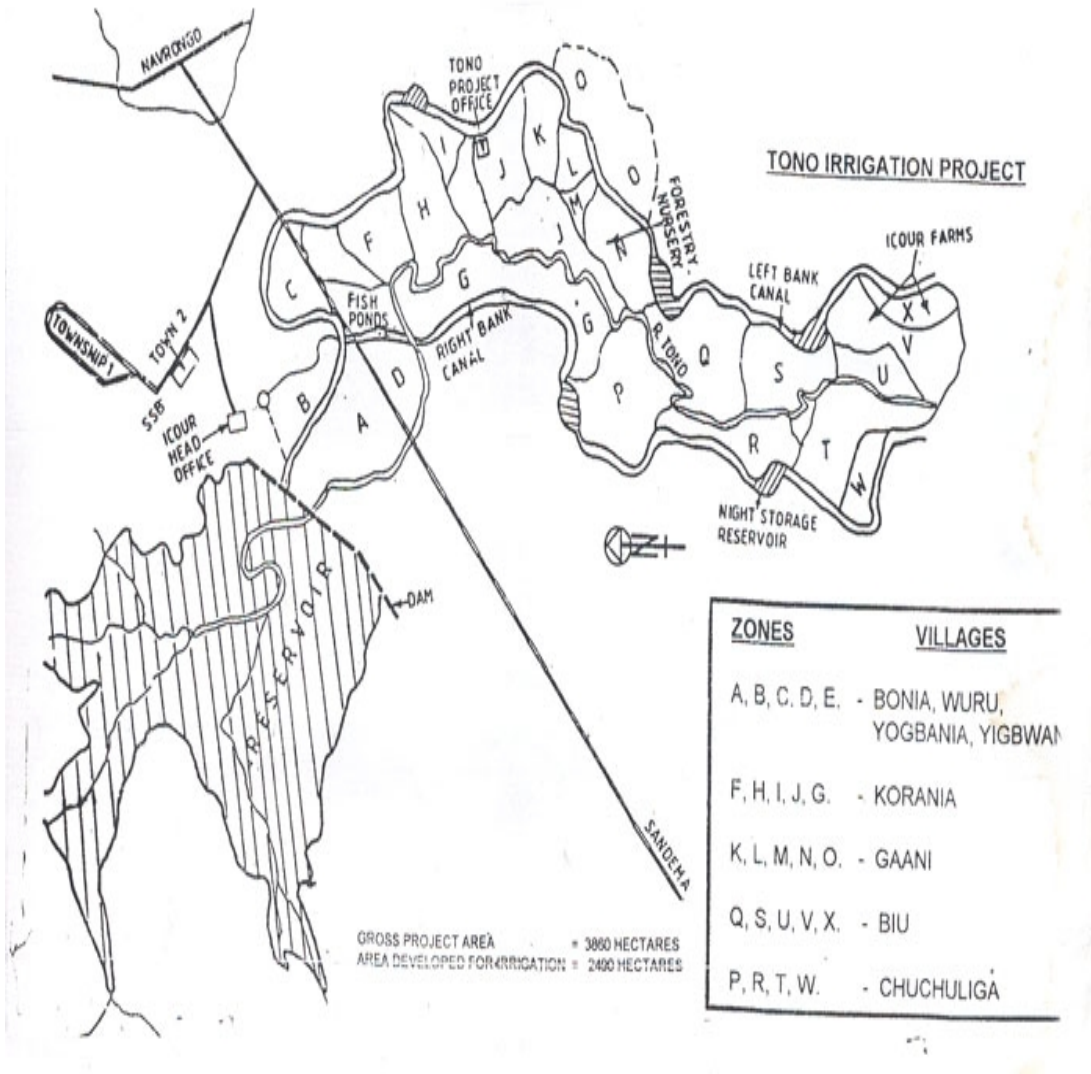 NAVRONGO
TONO
PROJECT
OFFICE
TONO IRRIGATION PROJECT
FORESTRY-
NURSERY
ICOUR FARMS
LEFT BANK
CANAL
FISH
PONDS
RIGHT BANK
CANAL
R. TONO
TOWNSHIP 1
TOWN 2
SSB
ICOUR
HEAD
OFFICE
NIGHT STORAGE
RESERVOIR
RESERVOIR
DAM
SANDEMA
O
K
I
J
L
O
H
M
F
J
N
C
G
G
X
V
Q
S
U
P
D
B
A
R
T
W
N
GROSS PROJECT AREA = 3860 HECTARES
AREA DEVELOPED FOR IRRIGATION = 2490 HECTARES
ZONES VILLAGES
A, B, C. D, E. - BONIA, WURU,
YOGBANIA, YIGBWAN
F, H, I, J, G. - KORANIA
K, L, M, N, O. - GAANI
Q, S, U, V, X. - BIU
P, R, T, W. - CHUCHULIGA